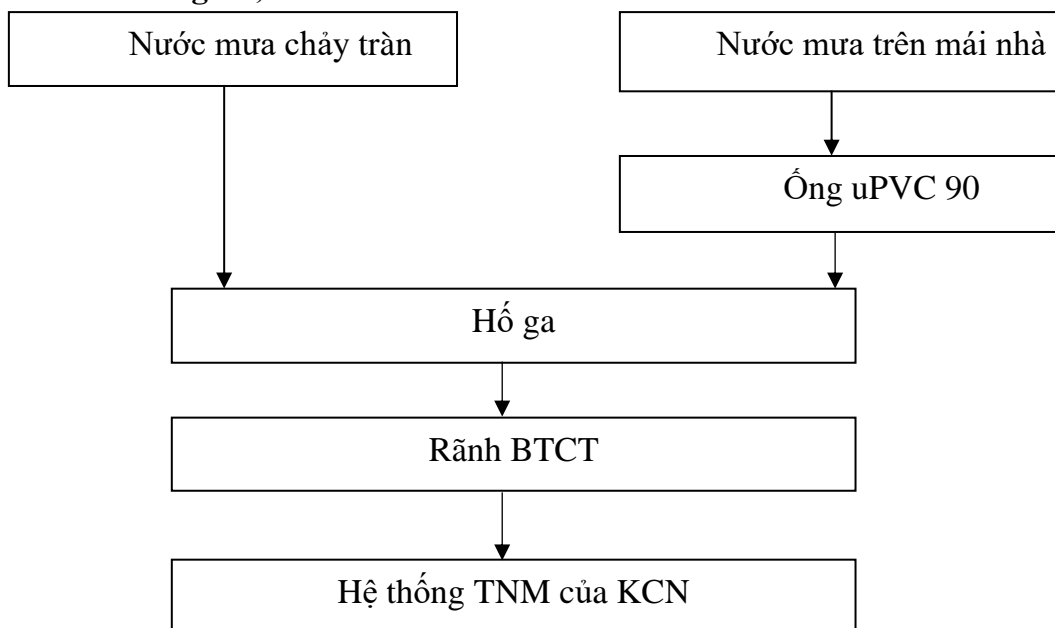 Nước mưa chảy tràn
Nước mưa trên mái nhà
Ống uPVC 90
Hố ga
Rãnh BTCT
Hệ thống TNM của KCN